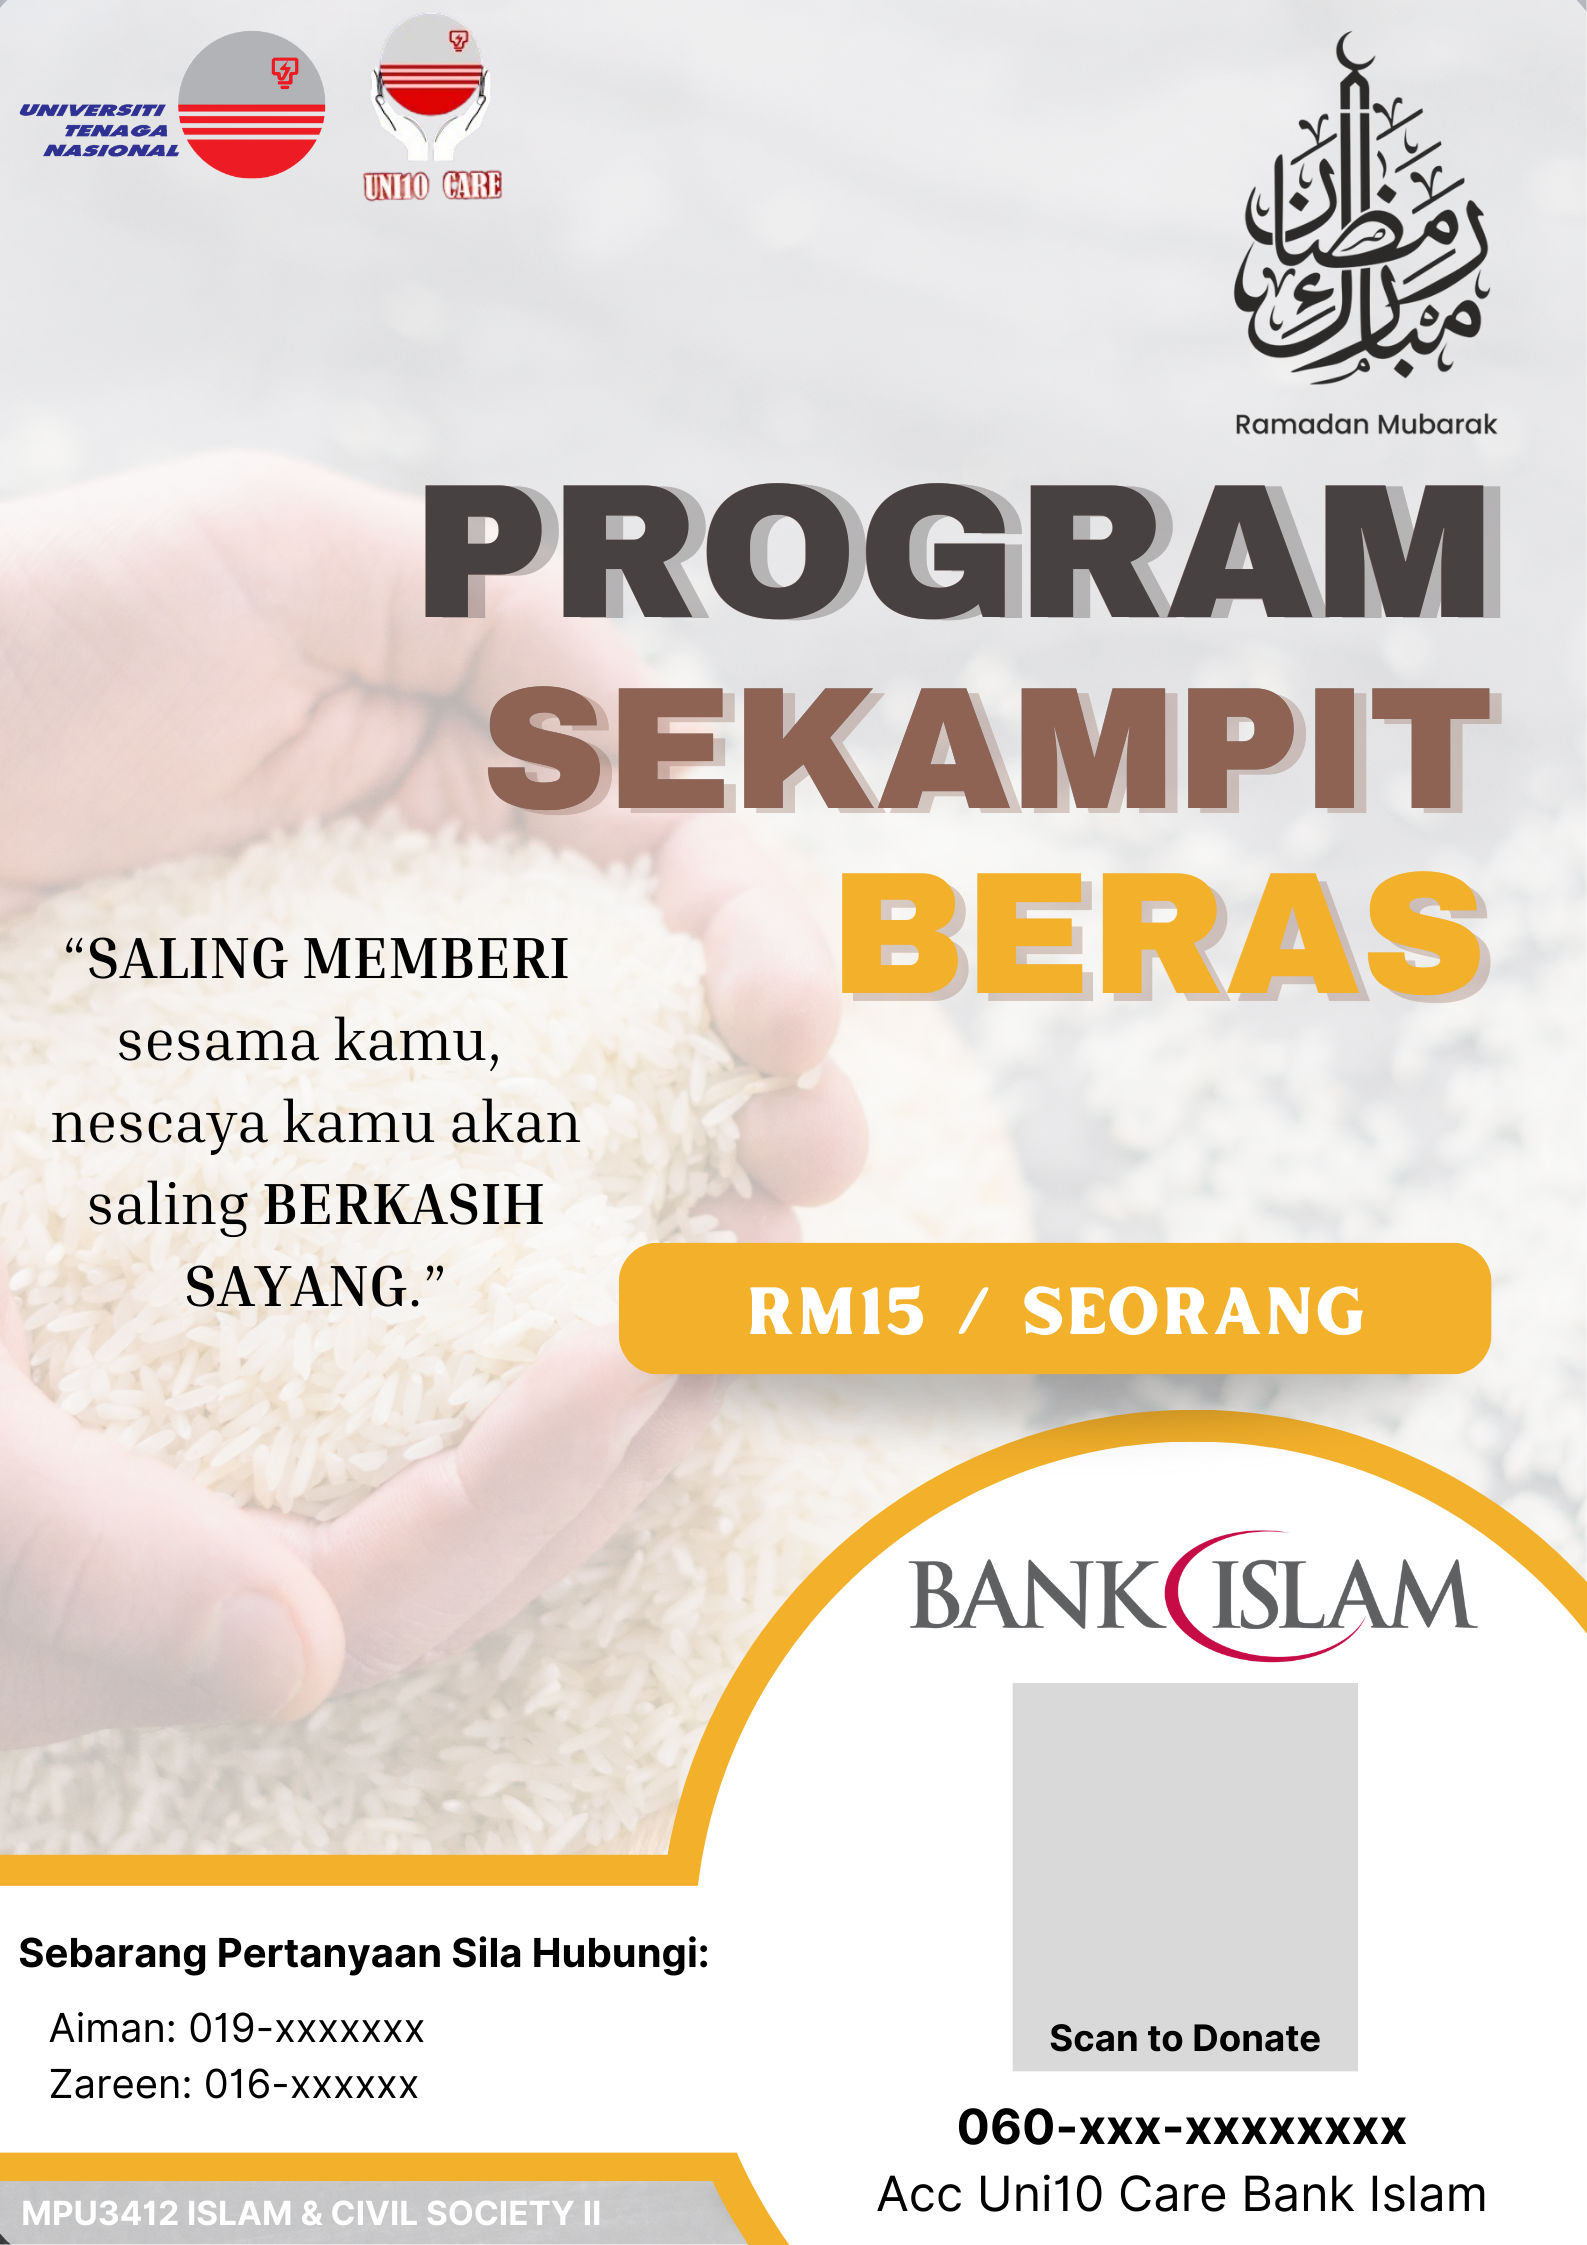 UNIVERSITI
TENAGA
NASIONAL
UNI10 CARE
رمضان
مبارك
Ramadan Mubarak
PROGRAM
SEKAMPIT
BERAS
“SALING MEMBERI
sesama kamu,
nescaya kamu akan
saling BERKASIH
SAYANG.”
RM15 / SEORANG
BANK ISLAM
Scan to Donate
060-xxx-xxxxxxxx
Acc Uni10 Care Bank Islam
Sebarang Pertanyaan Sila Hubungi:
Aiman: 019-xxxxxxx
Zareen: 016-xxxxxx
MPU3412 ISLAM & CIVIL SOCIETY II